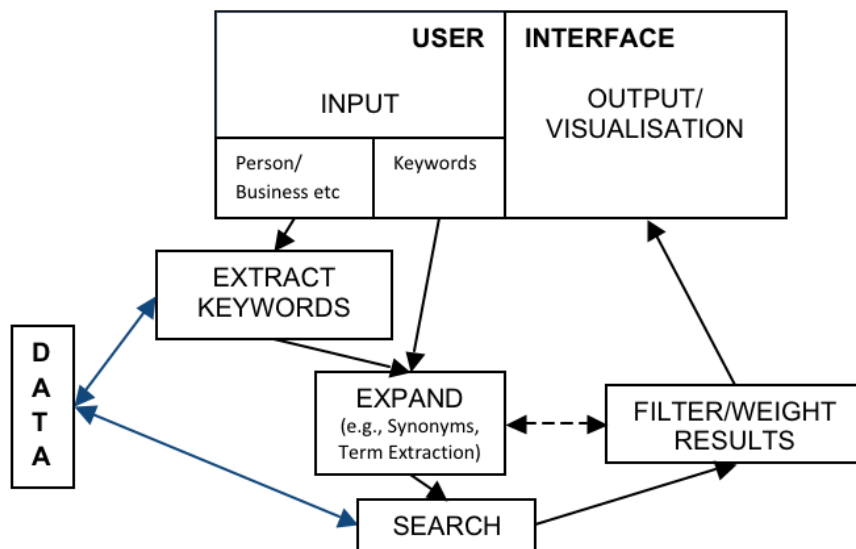 USER INTERFACE
INPUT
OUTPUT/
VISUALISATION
Person/
Business etc
Keywords
EXTRACT
KEYWORDS
D
A
T
A
EXPAND
(e.g., Synonyms,
Term Extraction)
FILTER/WEIGHT
RESULTS
SEARCH